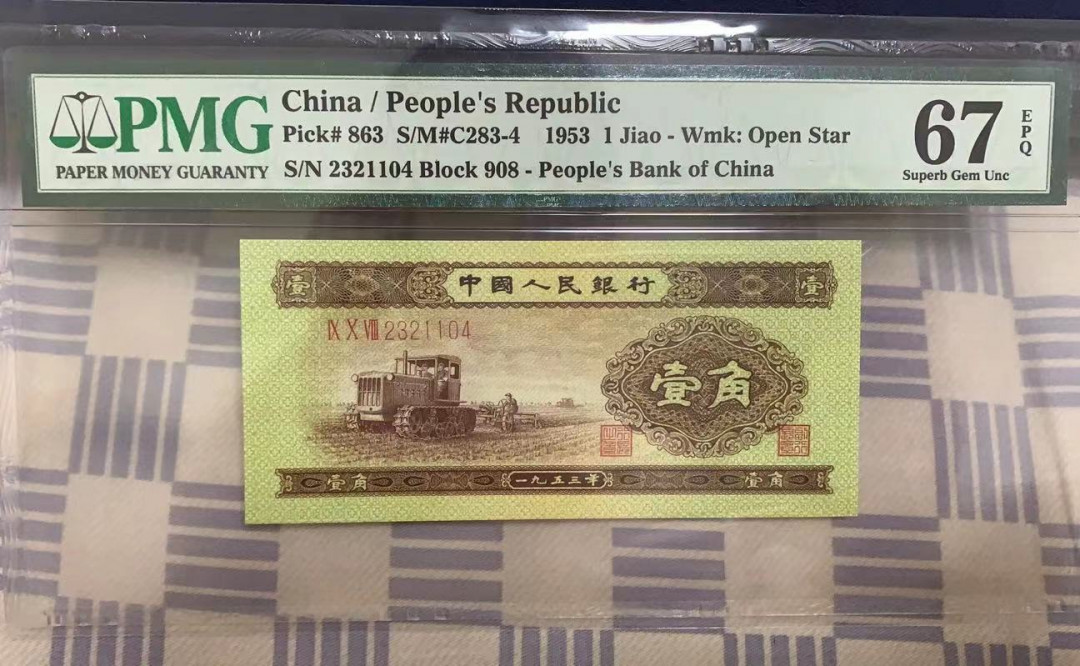 PMG
PAPER MONEY GUARANTY
China / People's Republic
Pick# 863 S/M#C283-4 1953 1 Jiao - Wmk: Open Star
S/N 2321104 Block 908 - People's Bank of China
67
EPQ
Superb Gem Unc
壹 中國人民銀行 壹
IX X VIII 2321104
壹角
壹角 一九五三年 壹角